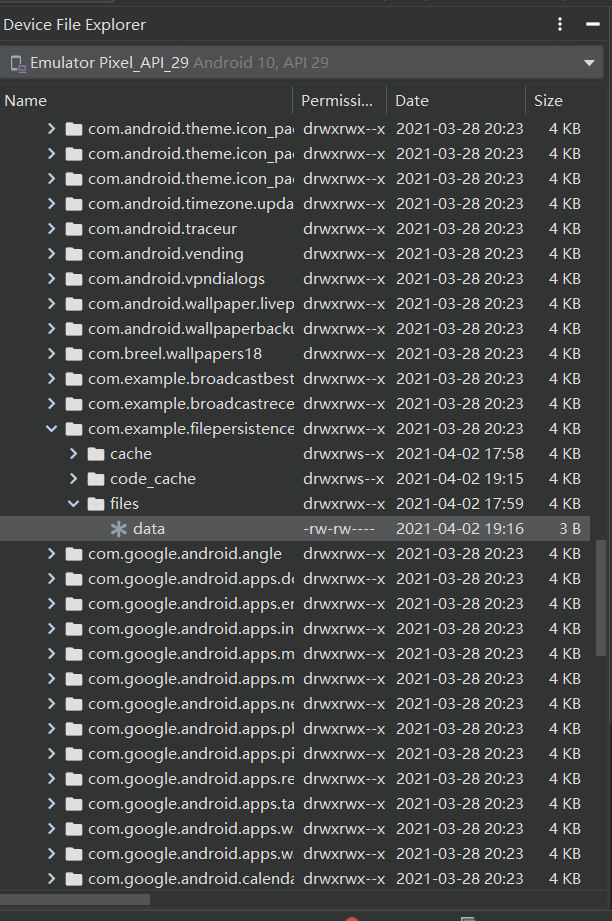 Device File Explorer
Emulator Pixel_API_29 Android 10, API 29
Name Permissi... Date Size
com.android.theme.icon_pac drwxrwx--x 2021-03-28 20:23 4 KB
com.android.theme.icon_pac drwxrwx--x 2021-03-28 20:23 4 KB
com.android.theme.icon_pac drwxrwx--x 2021-03-28 20:23 4 KB
com.android.timezone.upda drwxrwx--x 2021-03-28 20:23 4 KB
com.android.traceur drwxrwx--x 2021-03-28 20:23 4 KB
com.android.vending drwxrwx--x 2021-03-28 20:23 4 KB
com.android.vpndialogs drwxrwx--x 2021-03-28 20:23 4 KB
com.android.wallpaper.livep drwxrwx--x 2021-03-28 20:23 4 KB
com.android.wallpaperbacku drwxrwx--x 2021-03-28 20:23 4 KB
com.breel.wallpapers18 drwxrwx--x 2021-03-28 20:23 4 KB
com.example.broadcastbest drwxrwx--x 2021-03-28 20:23 4 KB
com.example.broadcastrece drwxrwx--x 2021-03-28 20:23 4 KB
com.example.filepersistence drwxrwx--x 2021-03-28 20:23 4 KB
cache drwxrws--x 2021-04-02 17:58 4 KB
code_cache drwxrws--x 2021-04-02 19:15 4 KB
files drwxrwx--x 2021-04-02 17:59 4 KB
data -rw-rw---- 2021-04-02 19:16 3 B
com.google.android.angle drwxrwx--x 2021-03-28 20:23 4 KB
com.google.android.apps.do drwxrwx--x 2021-03-28 20:23 4 KB
com.google.android.apps.en drwxrwx--x 2021-03-28 20:23 4 KB
com.google.android.apps.in drwxrwx--x 2021-03-28 20:23 4 KB
com.google.android.apps.m drwxrwx--x 2021-03-28 20:23 4 KB
com.google.android.apps.m drwxrwx--x 2021-03-28 20:23 4 KB
com.google.android.apps.ne drwxrwx--x 2021-03-28 20:23 4 KB
com.google.android.apps.pl drwxrwx--x 2021-03-28 20:23 4 KB
com.google.android.apps.pi drwxrwx--x 2021-03-28 20:23 4 KB
com.google.android.apps.re drwxrwx--x 2021-03-28 20:23 4 KB
com.google.android.apps.ta drwxrwx--x 2021-03-28 20:23 4 KB
com.google.android.apps.w drwxrwx--x 2021-03-28 20:23 4 KB
com.google.android.apps.w drwxrwx--x 2021-03-28 20:23 4 KB
com.google.android.calenda drwxrwx--x 2021-03-28 20:23 4 KB